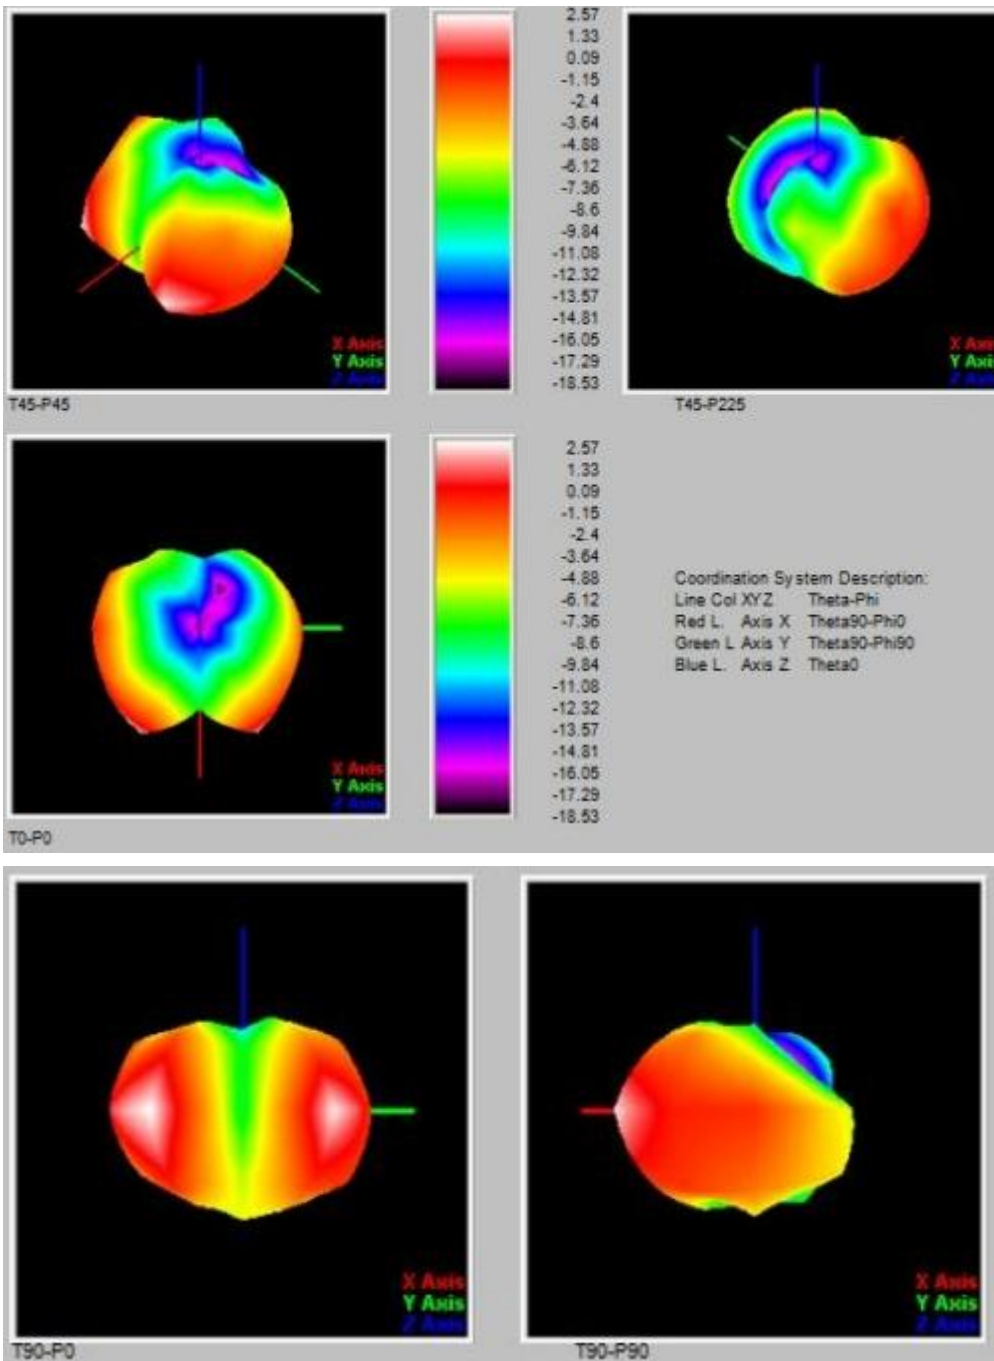 2.57
1.33
0.09
-1.15
-2.4
-3.64
-4.88
-6.12
-7.36
-8.6
-9.84
-11.08
-12.32
-13.57
-14.81
-16.05
-17.29
-18.53
X Axis
Y Axis
Z Axis
X Axis
Y Axis
Z Axis
T45-P45
T45-P225
2.57
1.33
0.09
-1.15
-2.4
-3.64
-4.88
-6.12
-7.36
-8.6
-9.84
-11.08
-12.32
-13.57
-14.81
-16.05
-17.29
-18.53
Coordination System Description:
Line Col XYZ Theta-Phi
Red L. Axis X Theta90-Phi0
Green L Axis Y Theta90-Phi90
Blue L. Axis Z Theta0
X Axis
Y Axis
Z Axis
T0-P0
X Axis
Y Axis
Z Axis
X Axis
Y Axis
Z Axis
T90-P0
T90-P90